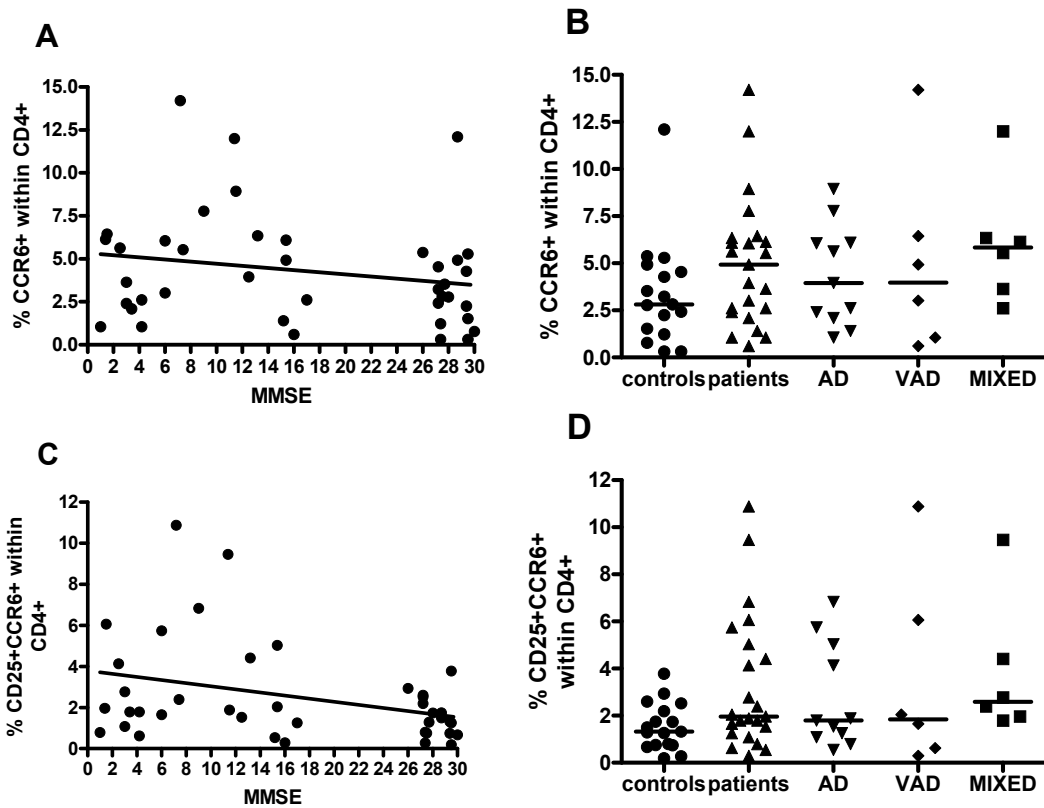 A
% CCR6+ within CD4+
15.0
12.5
10.0
7.5
5.0
2.5
0.0
0 2 4 6 8 10 12 14 16 18 20 22 24 26 28 30
MMSE
B
% CCR6+ within CD4+
15.0
12.5
10.0
7.5
5.0
2.5
0.0
controls patients AD VAD MIXED
C
% CD25+CCR6+ within
CD4+
12
10
8
6
4
2
0
0 2 4 6 8 10 12 14 16 18 20 22 24 26 28 30
MMSE
D
% CD25+CCR6+
within CD4+
12
10
8
6
4
2
0
controls patients AD VAD MIXED